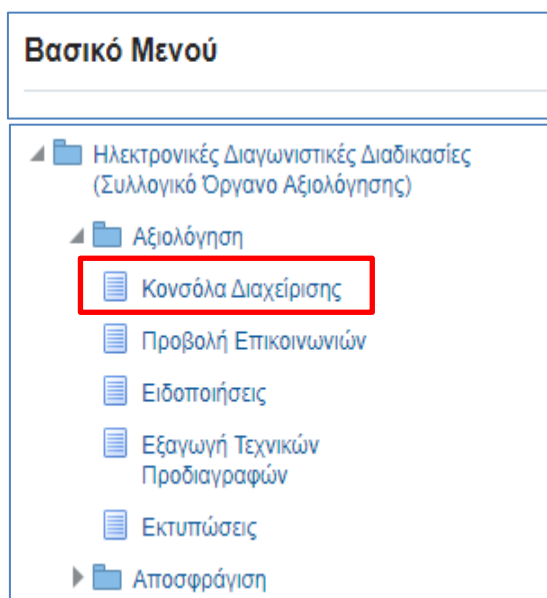 Βασικό Μενού
Ηλεκτρονικές Διαγωνιστικές Διαδικασίες
(Συλλογικό Όργανο Αξιολόγησης)
Αξιολόγηση
Κονσόλα Διαχείρισης
Προβολή Επικοινωνιών
Ειδοποιήσεις
Εξαγωγή Τεχνικών
Προδιαγραφών
Εκτυπώσεις
Αποσφράγιση